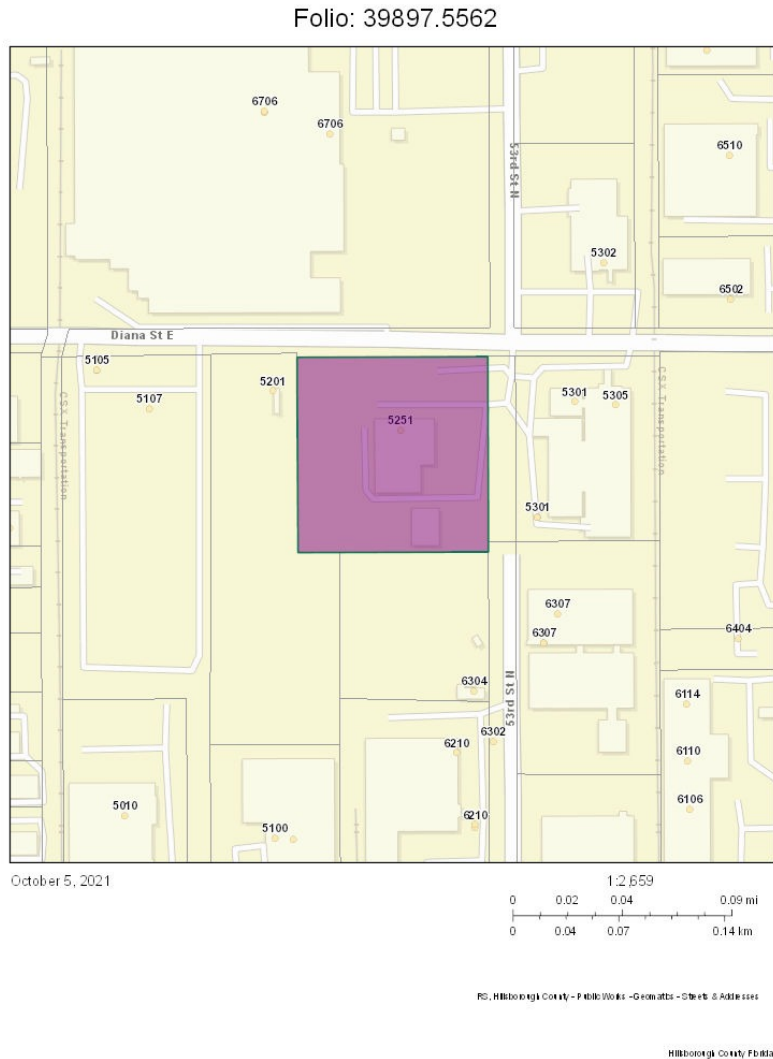 Folio: 39897.5562
6706
6706
53rd St N
6510
5302
6502
Diana St E
5105
5107
5201
CSX Transportation
5251
5301
5305
CSX Transportation
5301
6307
6307
6404
6304
53rd St N
6302
6114
6210
6110
6106
5010
6210
5100
October 5, 2021
1:2,659
0 0.02 0.04 0.09 mi
0 0.04 0.07 0.14 km
RS, Hillsborough County - Public Works - Geomatics - Streets & Addresses
Hillsborough County Florida